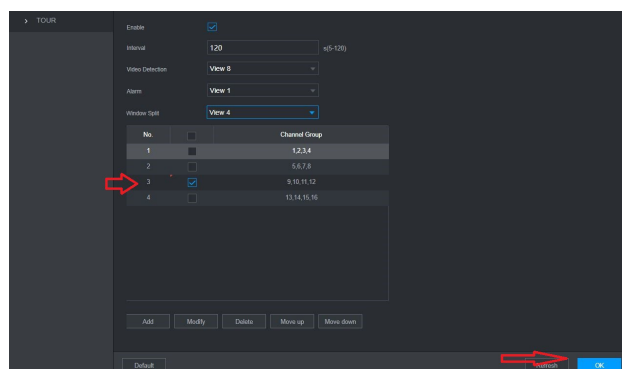 > TOUR
Enable
Interval 120 s(5-120)
Video Detection View 8
Alarm View 1
Window Split View 4
No. Channel Group
1 1,2,3,4
2 5,6,7,8
3 9,10,11,12
4 13,14,15,16
Add Modify Delete Move up Move down
Default Refresh OK